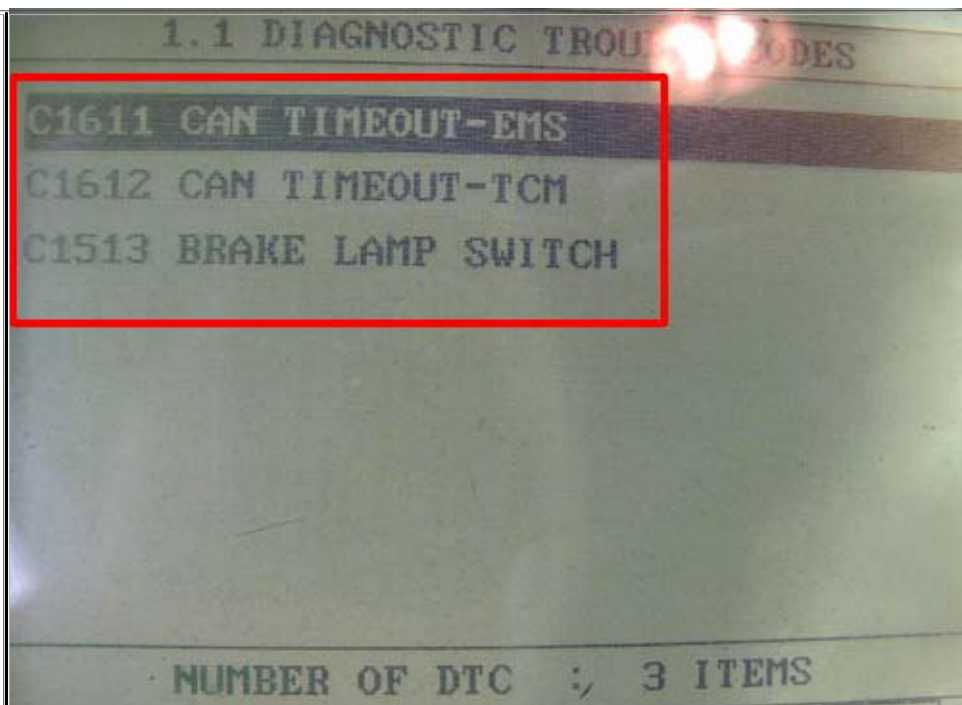 1.1 DIAGNOSTIC CODES
C1611 CAN TIMEOUT-EMS
C1612 CAN TIMEOUT-TCM
C1513 BRAKE LAMP SWITCH
NUMBER OF DTC : 3 ITEMS